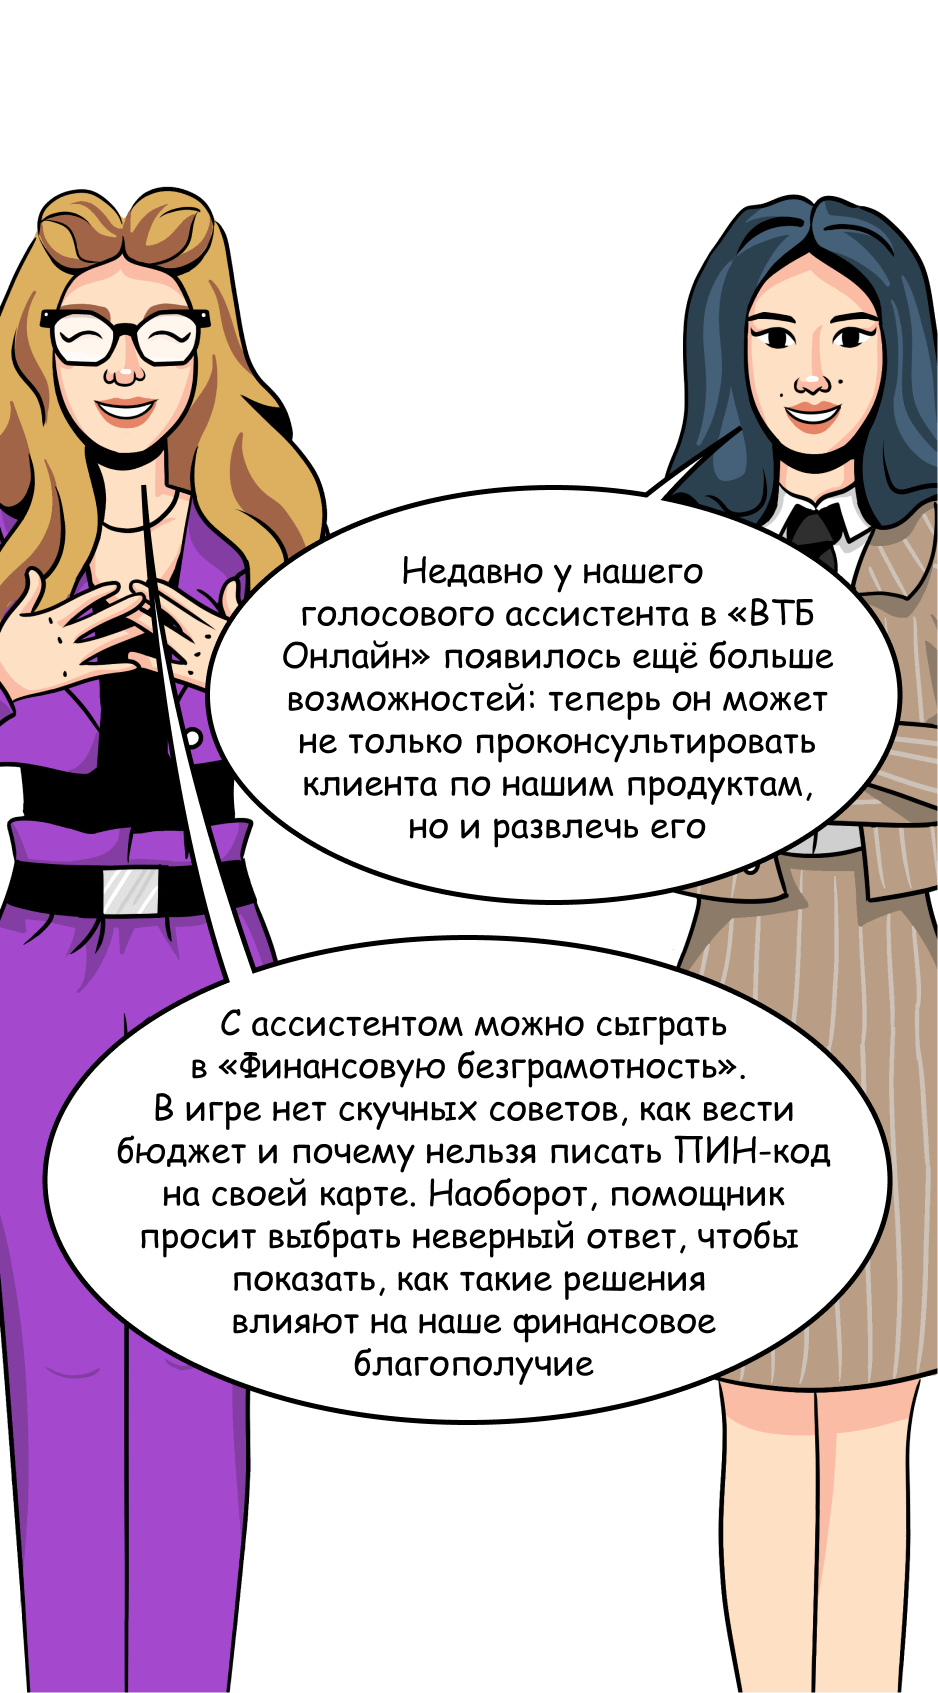 Недавно у нашего
голосового ассистента в «ВТБ
Онлайн» появилось ещё больше
возможностей: теперь он может
не только проконсультировать
клиента по нашим продуктам,
но и развлечь его
С ассистентом можно сыграть
в «Финансовую безграмотность».
В игре нет скучных советов, как вести
бюджет и почему нельзя писать ПИН-код
на своей карте. Наоборот, помощник
просит выбрать неверный ответ, чтобы
показать, как такие решения
влияют на наше финансовое
благополучие